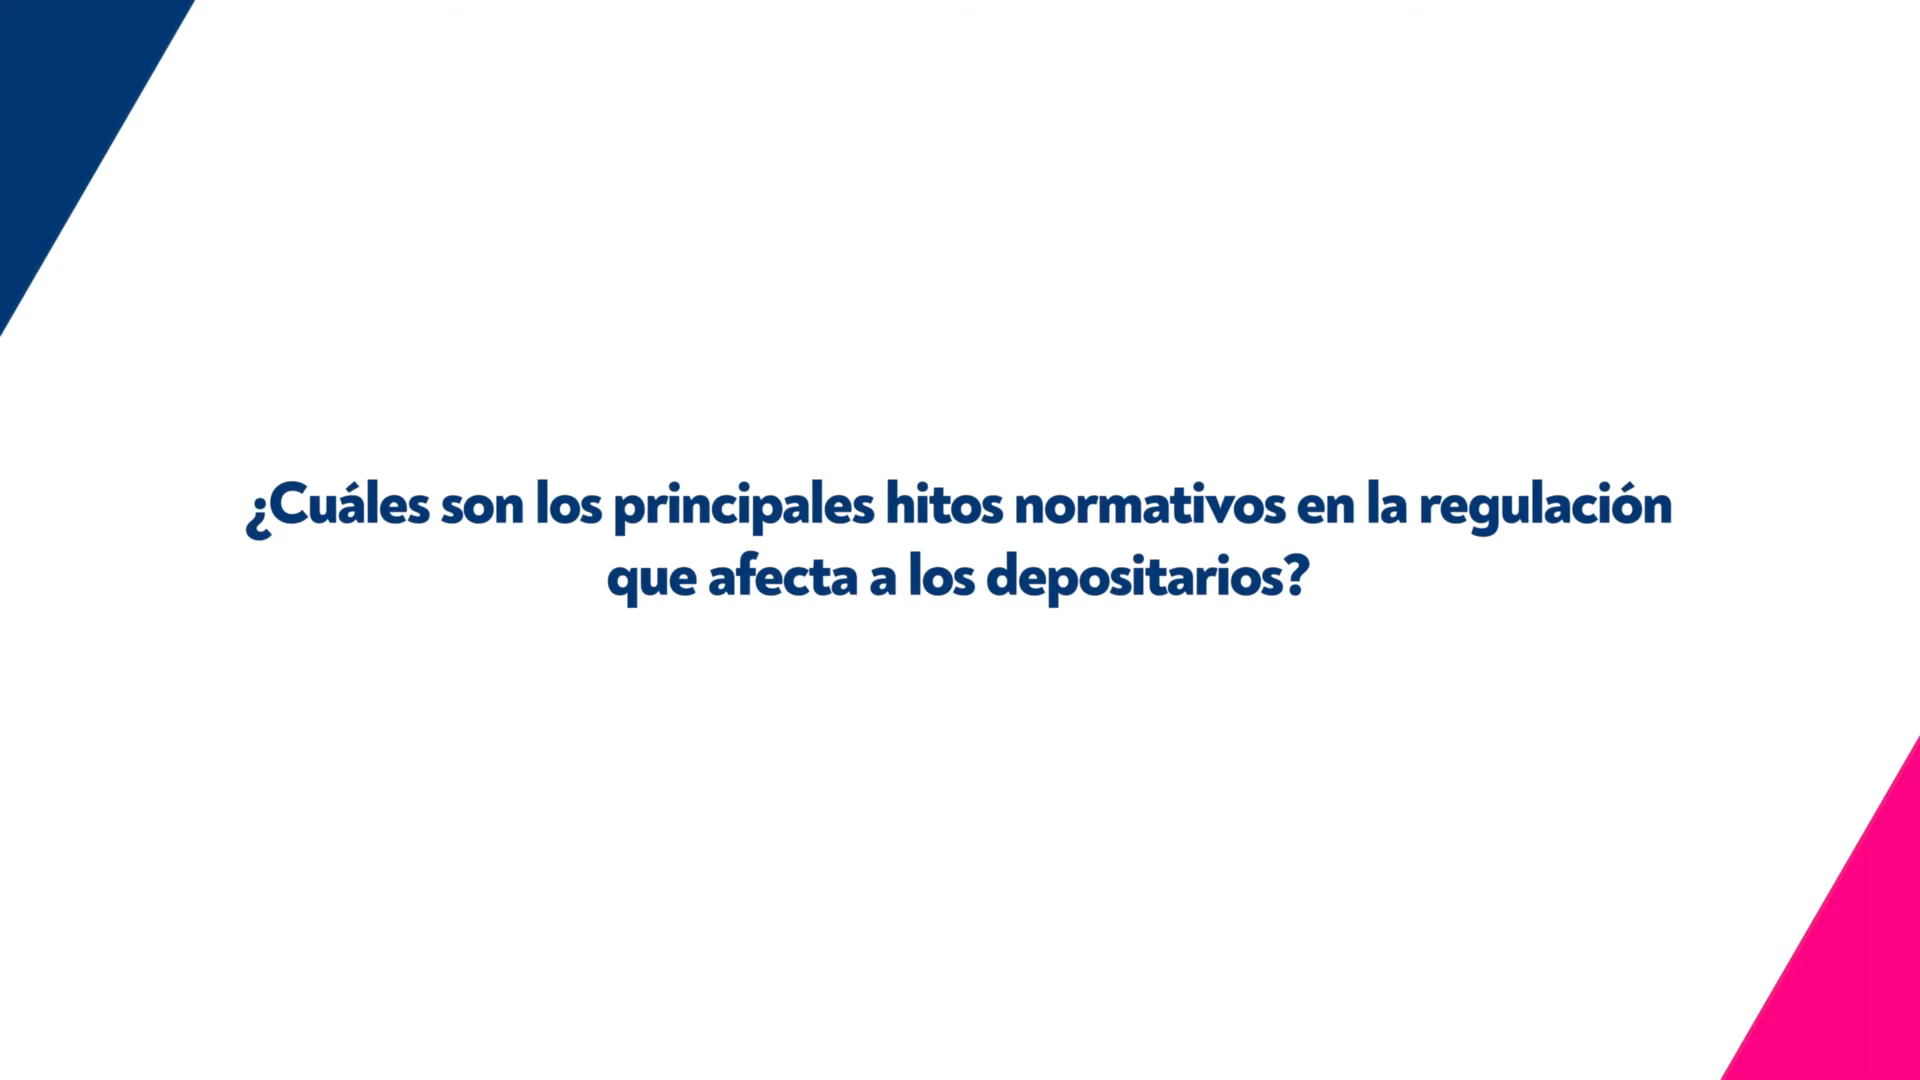 ¿Cuáles son los principales hitos normativos en la regulación
que afecta a los depositarios?